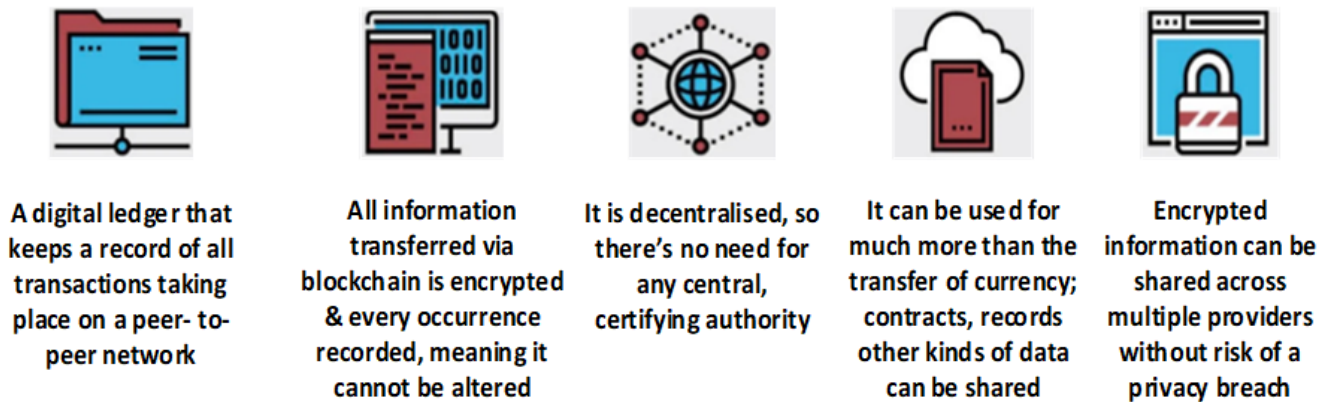 1001
0110
1100
A digital ledger that
keeps a record of all
transactions taking
place on a peer- to-
peer network
All information
transferred via
blockchain is encrypted
& every occurrence
recorded, meaning it
cannot be altered
It is decentralised, so
there's no need for
any central,
certifying authority
It can be used for
much more than the
transfer of currency;
contracts, records
other kinds of data
can be shared
Encrypted
information can be
shared across
multiple providers
without risk of a
privacy breach